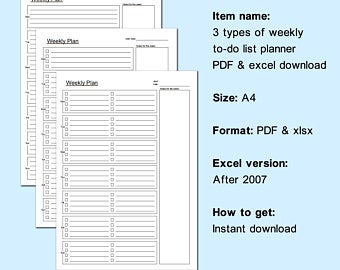 Weekly Plan
Weekly Plan
Item name:
3 types of weekly
to-do list planner
PDF & excel download
Size: A4
Format: PDF & xlsx
Excel version:
After 2007
How to get:
Instant download